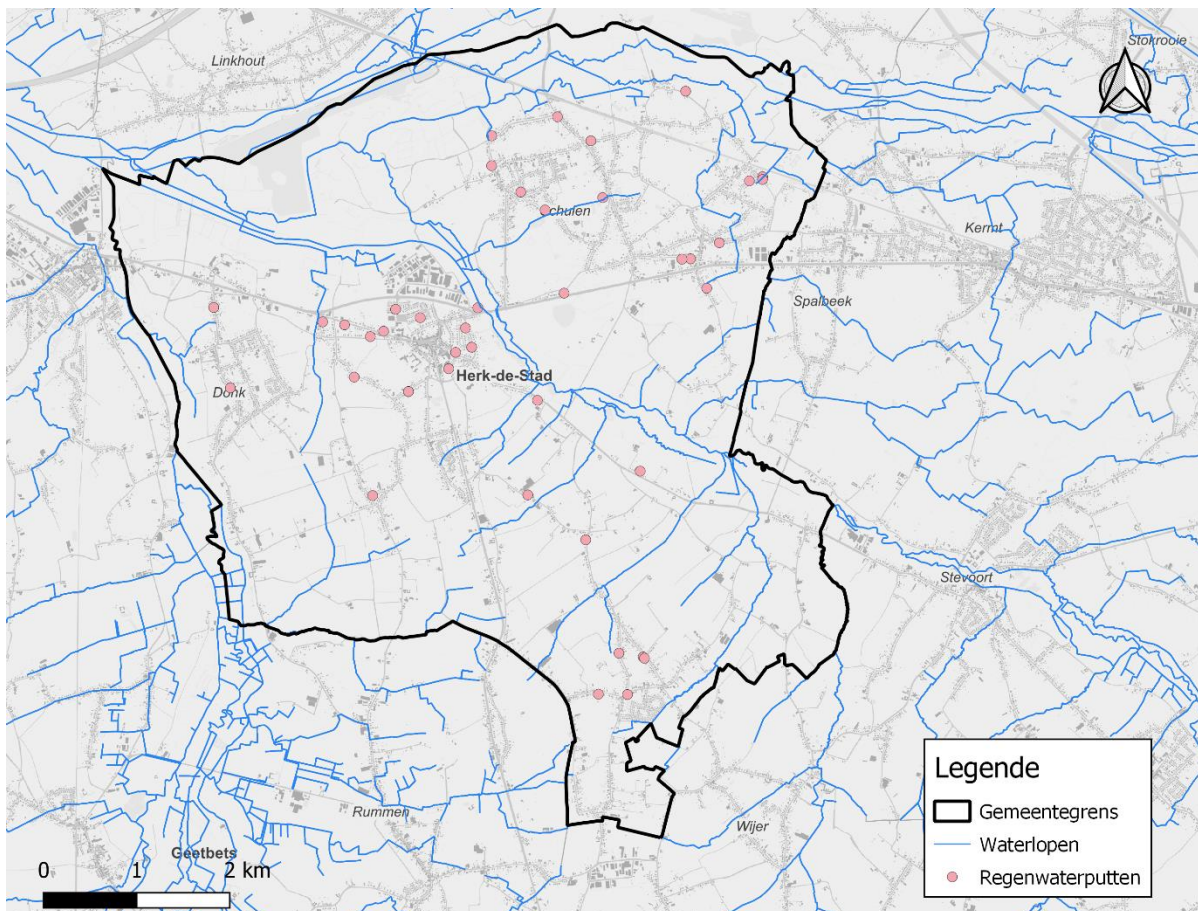 Stokrooie
Linkhout
Schulen
Kermt
Spalbeek
Herk-de-Stad
Donk
Stevoort
Legende
Gemeentegrens
Rummen
Wijer
Waterlopen
Geetbets
0 1 2 km
Regenwaterputten